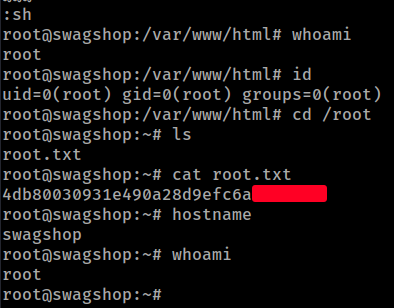 :sh
root@swagshop:/var/www/html# whoami
root
root@swagshop:/var/www/html# id
uid=0(root) gid=0(root) groups=0(root)
root@swagshop:/var/www/html# cd /root
root@swagshop:~# ls
root.txt
root@swagshop:~# cat root.txt
4db80030931e490a28d9efc6a
root@swagshop:~# hostname
swagshop
root@swagshop:~# whoami
root
root@swagshop:~#